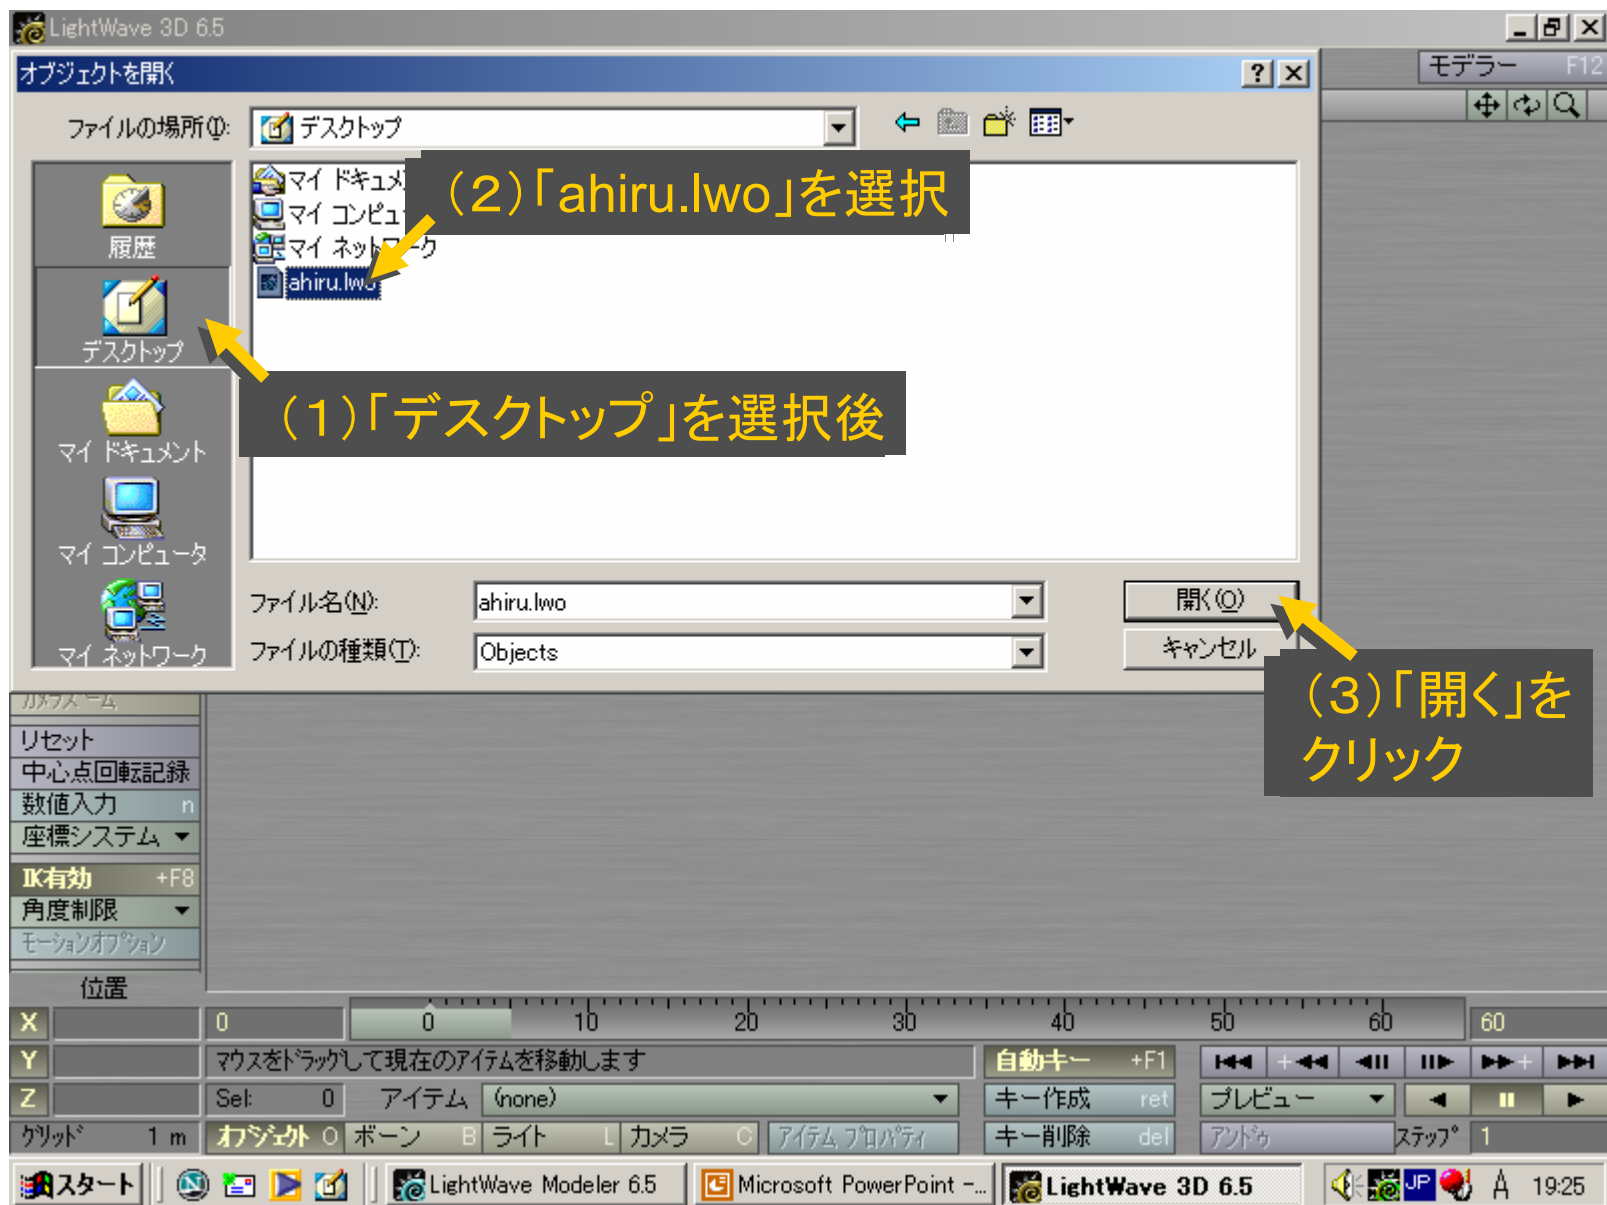 LightWave 3D 6.5
オブジェクトを開く
モデラー F12
ファイルの場所(I):
デスクトップ
マイ ドキュメ
(2)「ahiru.lwo」を選択
マイ コンピュ
マイ ネットワーク
ahiru.lwo
履歴
デスクトップ
(1)「デスクトップ」を選択後
マイ ドキュメント
マイ コンピュータ
マイ ネットワーク
ファイル名(N):
ahiru.lwo
開く(O)
ファイルの種類(T):
Objects
キャンセル
(3)「開く」を
クリック
カメラズーム
リセット
中心点回転記録
数値入力 n
座標システム
IK有効 +F8
角度制限
モーションオプション
位置
X
0
0 10 20 30 40 50 60
60
Y
マウスをドラッグして現在のアイテムを移動します
自動キー +F1
Z
Sel: 0
アイテム (none)
キー作成 ret
プレビュー
グリッド 1 m
オブジェクト O
ボーン B
ライト L
カメラ C
アイテム プロパティ
キー削除 del
アンドゥ
ステップ 1
スタート
LightWave Modeler 6.5
Microsoft PowerPoint -...
LightWave 3D 6.5
JP
A
19:25